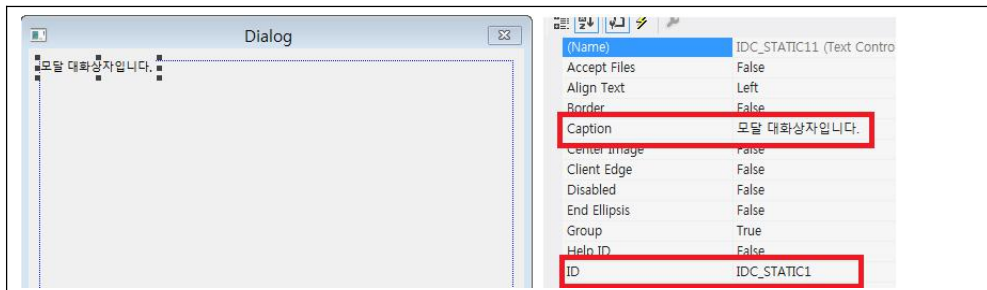 Dialog
모달 대화상자입니다.
(Name) IDC_STATIC11 (Text Contro
Accept Files False
Align Text Left
Border False
Caption 모달 대화상자입니다.
Center Image False
Client Edge False
Disabled False
End Ellipsis False
Group True
Help ID False
ID IDC_STATIC1